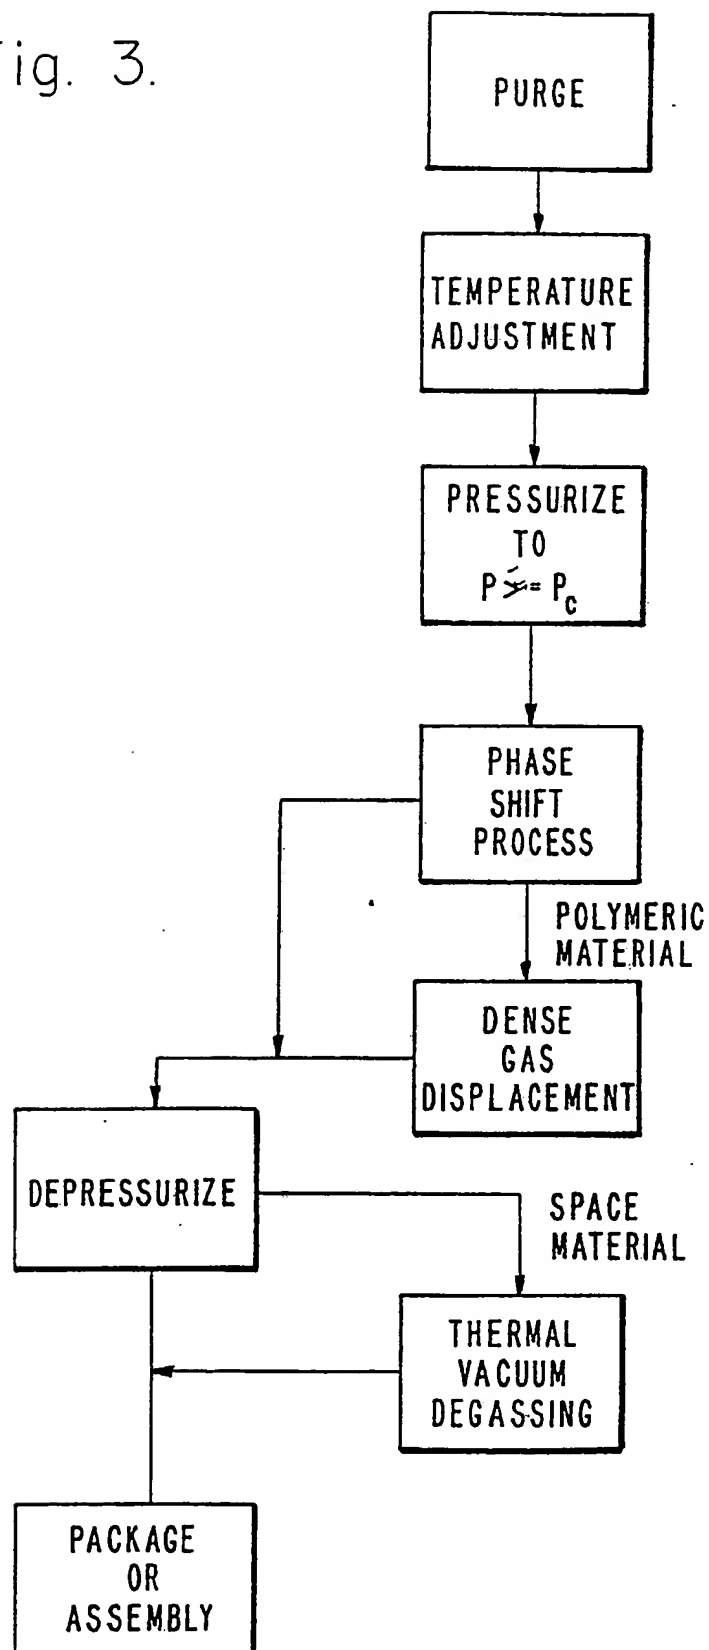 Fig. 3.
PURGE
TEMPERATURE
ADJUSTMENT
PRESSURIZE
TO
P >= Pc
PHASE
SHIFT
PROCESS
POLYMERIC
MATERIAL
DENSE
GAS
DISPLACEMENT
DEPRESSURIZE
SPACE
MATERIAL
THERMAL
VACUUM
DEGASSING
PACKAGE
OR
ASSEMBLY